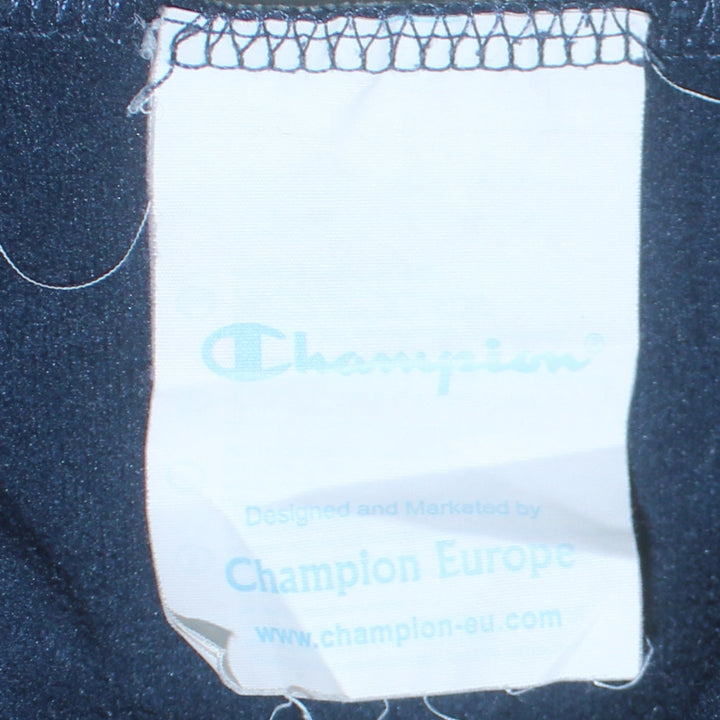 Champion®
Designed and Marketed by
Champion Europe
www.champion-eu.com